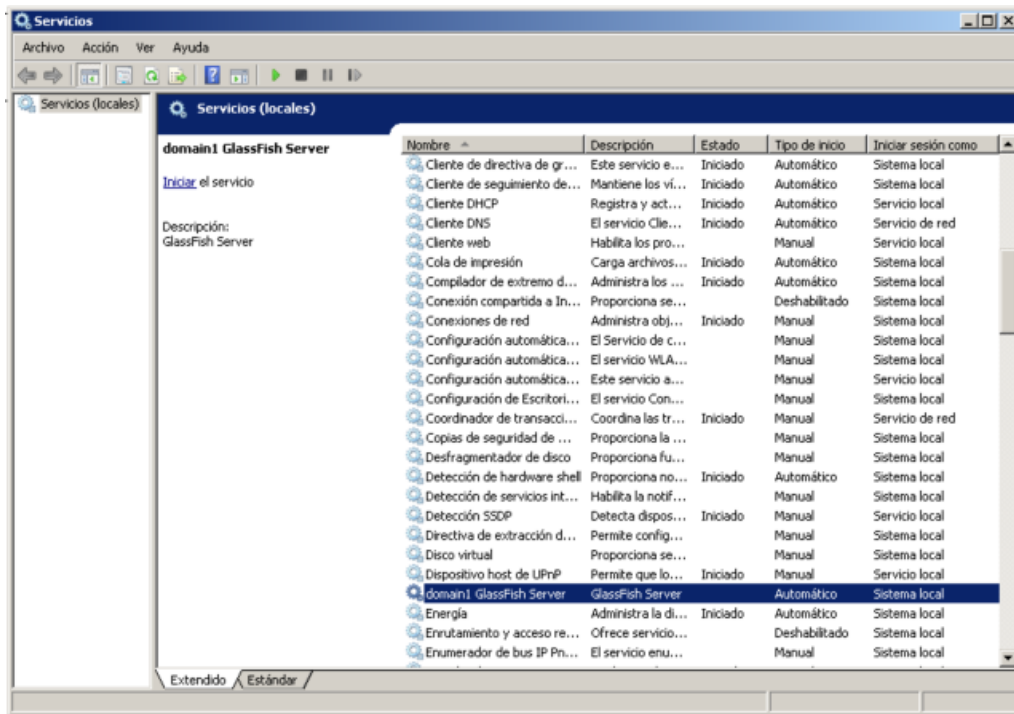 Servicios
Archivo Acción Ver Ayuda
Servicios (locales)
Servicios (locales)
domain1 GlassFish Server
Iniciar el servicio
Descripción:
GlassFish Server
Nombre Descripción Estado Tipo de inicio Iniciar sesión como
Cliente de directiva de gr... Este servicio e... Iniciado Automático Sistema local
Cliente de seguimiento de... Mantiene los ví... Iniciado Automático Sistema local
Cliente DHCP Registra y act... Iniciado Automático Servicio local
Cliente DNS El servicio Clie... Iniciado Automático Servicio de red
Cliente web Habilita los pro... Manual Servicio local
Cola de impresión Carga archivos... Iniciado Automático Sistema local
Compilador de extremo d... Administra los ... Iniciado Automático Sistema local
Conexión compartida a In... Proporciona se... Deshabilitado Sistema local
Conexiones de red Administra obj... Iniciado Manual Sistema local
Configuración automática... El Servicio de c... Manual Sistema local
Configuración automática... El servicio WLA... Manual Sistema local
Configuración automática... Este servicio a... Manual Servicio local
Configuración de Escritori... El servicio Con... Manual Sistema local
Coordinador de transacci... Coordina las tr... Iniciado Manual Servicio de red
Copias de seguridad de ... Proporciona la ... Manual Sistema local
Desfragmentador de disco Proporciona fu... Manual Sistema local
Detección de hardware shell Proporciona no... Iniciado Automático Sistema local
Detección de servicios int... Habilita la notif... Manual Sistema local
Detección SSDP Detecta dispos... Iniciado Manual Servicio local
Directiva de extracción d... Permite config... Manual Sistema local
Disco virtual Proporciona se... Manual Sistema local
Dispositivo host de UPnP Permite que lo... Iniciado Manual Servicio local
domain1 GlassFish Server GlassFish Server Automático Sistema local
Energía Administra la di... Iniciado Automático Sistema local
Enrutamiento y acceso re... Ofrece servicio... Deshabilitado Sistema local
Enumerador de bus IP Pn... El servicio enu... Manual Sistema local
Extendido Estándar